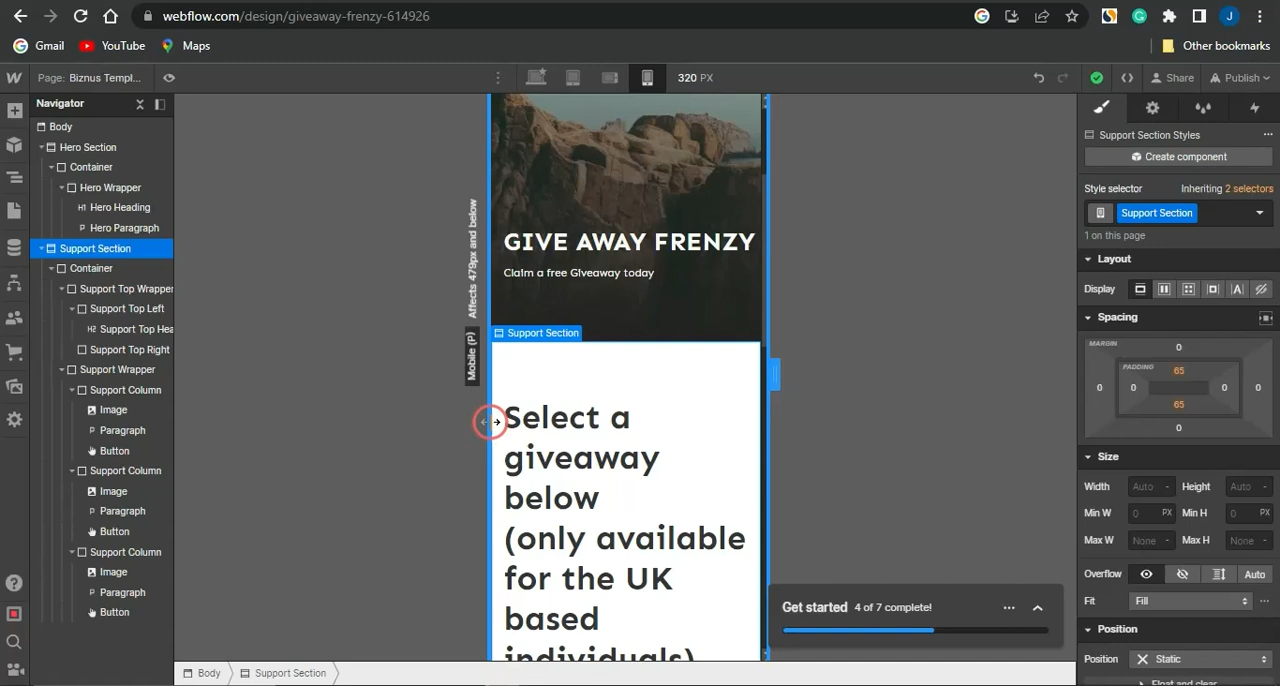 webflow.com/design/giveaway-frenzy-614926
J
Gmail YouTube Maps Other bookmarks
Page: Biznus Templ... 320 PX Share Publish
Navigator
Body
Hero Section
Container
Hero Wrapper
H1 Hero Heading
P Hero Paragraph
Support Section
Container
Support Top Wrapper
Support Top Left
H2 Support Top Hea
Support Top Right
Support Wrapper
Support Column
Image
P Paragraph
Button
Support Column
Image
P Paragraph
Button
Support Column
Image
P Paragraph
Button
Affects 479px and below
Mobile (P)
GIVE AWAY FRENZY
Claim a free Giveaway today
Support Section
Select a
giveaway
below
(only available
for the UK
based
individuals)
Get started 4 of 7 complete!
Body Support Section
Support Section Styles
Create component
Style selector Inheriting 2 selectors
Support Section
1 on this page
Layout
Display
Spacing
MARGIN
0
PADDING
65
0 0 0 0
65
0
Size
Width Auto - Height Auto -
Min W 0 PX Min H 0 PX
Max W None - Max H None -
Overflow Auto
Fit Fill
Position
Position Static
Float and clear